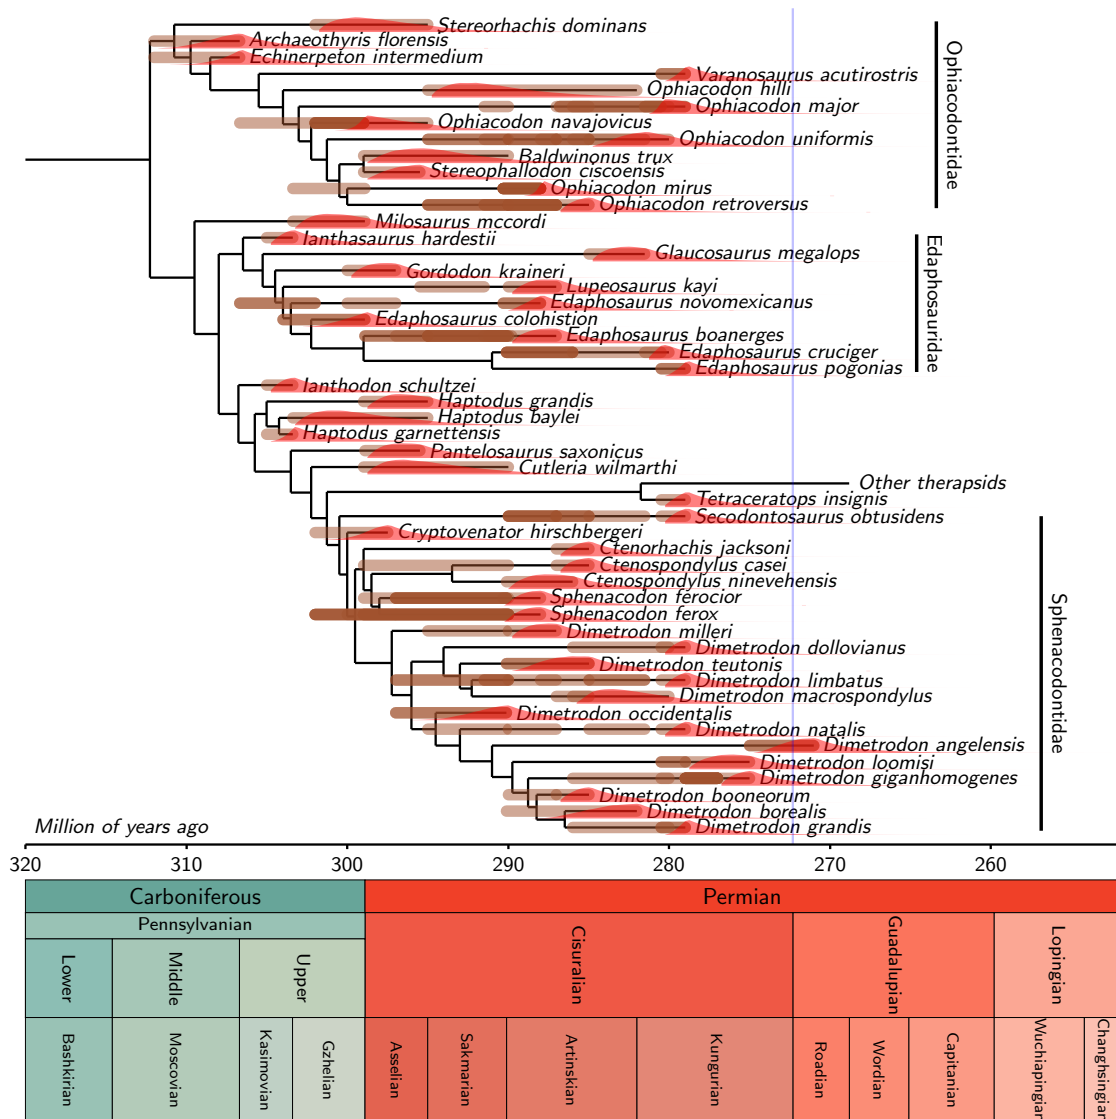 Stereorhachis dominans
Archaeothyris florensis
Echinerpeton intermedium
Varanosaurus acutirostris
Ophiacodon hilli
Ophiacodon major
Ophiacodon navajovicus
Ophiacodon uniformis
Baldwinonus trux
Stereophallodon ciscoensis
Ophiacodon mirus
Ophiacodon retroversus
Ophiacodontidae
Milosaurus mccordi
Ianthasaurus hardestii
Glaucosaurus megalops
Gordodon kraineri
Lupeosaurus kayi
Edaphosaurus novomexicanus
Edaphosaurus colohistion
Edaphosaurus boanerges
Edaphosaurus cruciger
Edaphosaurus pogonias
Edaphosauridae
Ianthodon schultzei
Haptodus grandis
Haptodus baylei
Haptodus garnettensis
Pantelosaurus saxonicus
Cutleria wilmarthi
Other therapsids
Tetraceratops insignis
Secodontosaurus obtusidens
Cryptovenator hirschbergeri
Ctenorhachis jacksoni
Ctenospondylus casei
Ctenospondylus ninevehensis
Sphenacodon ferocior
Sphenacodon ferox
Dimetrodon milleri
Dimetrodon dollovianus
Dimetrodon teutonis
Dimetrodon limbatus
Dimetrodon macrospondylus
Dimetrodon occidentalis
Dimetrodon natalis
Dimetrodon angelensis
Dimetrodon loomisi
Dimetrodon giganhomogenes
Dimetrodon booneorum
Dimetrodon borealis
Dimetrodon grandis
Sphenacodontidae
Million of years ago
320 310 300 290 280 270 260
Carboniferous Permian
Pennsylvanian
Lower Middle Upper Cisuralian Guadalupian Lopingian
Bashkirian Moscovian Kasimovian Gzhelian Asselian Sakmarian Artinskian Kungurian Roadian Wordian Capitanian Wuchiapingian Changhsingian